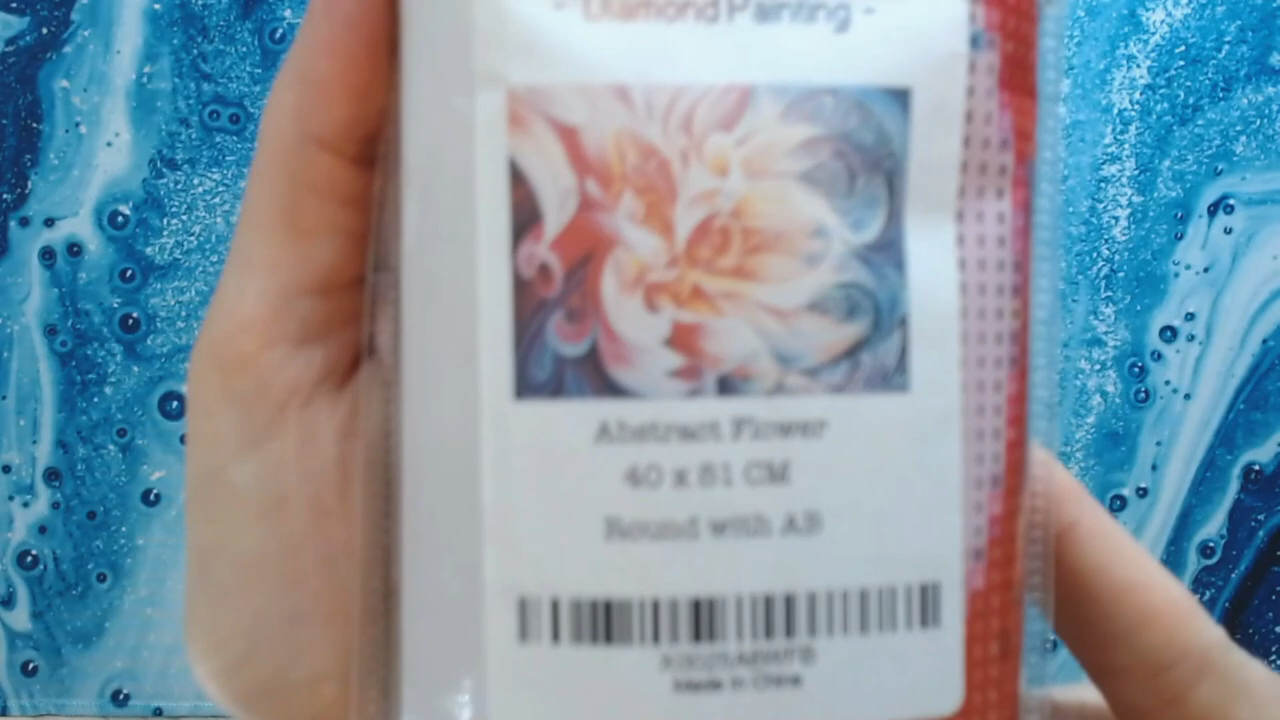 - Diamond Painting -
Abstract Flower
40 x 51 CM
Round with AB
Made in China